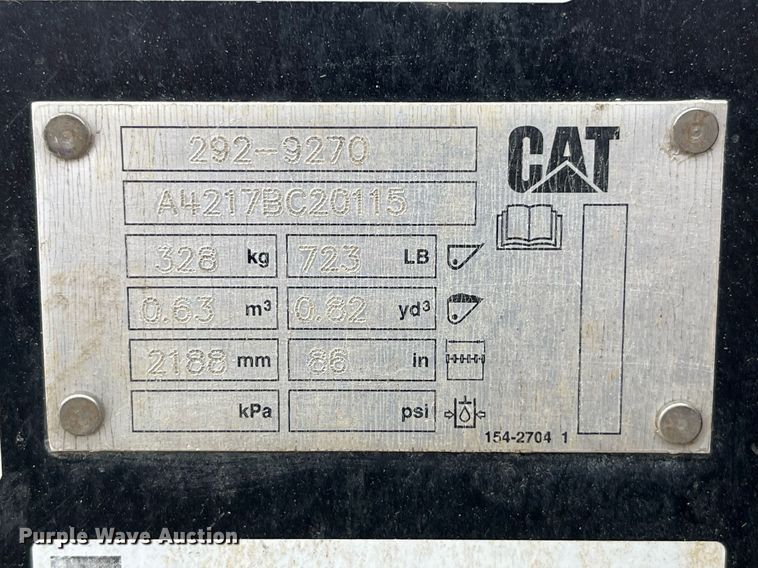 292-9270
CAT
A4217BC20115
328 kg 723 LB
0.63 m³ 0.82 yd³
2188 mm 86 in
kPa psi
154-2704 1
Purple Wave Auction